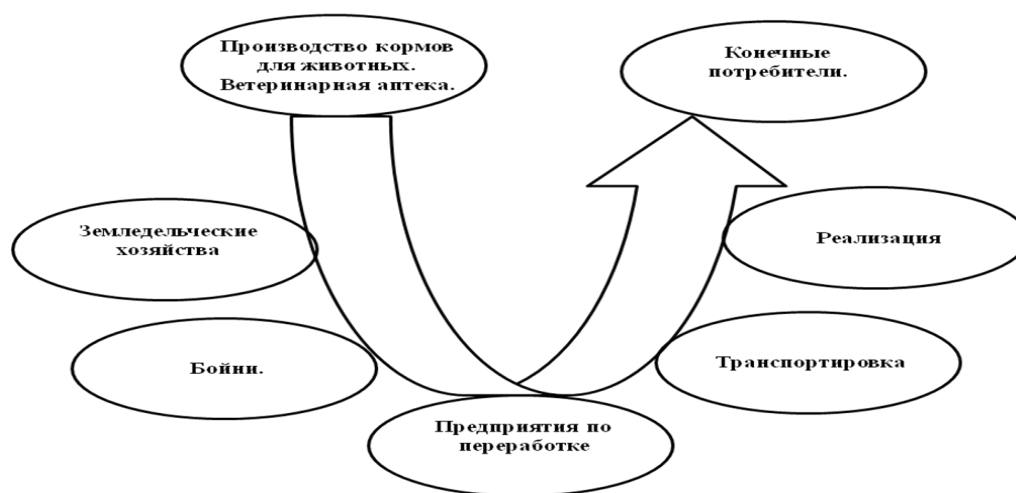 Производство кормов
для животных.
Ветеринарная аптека.
Конечные
потребители.
Земледельческие
хозяйства
Реализация
Бойни.
Транспортировка
Предприятия по
переработке